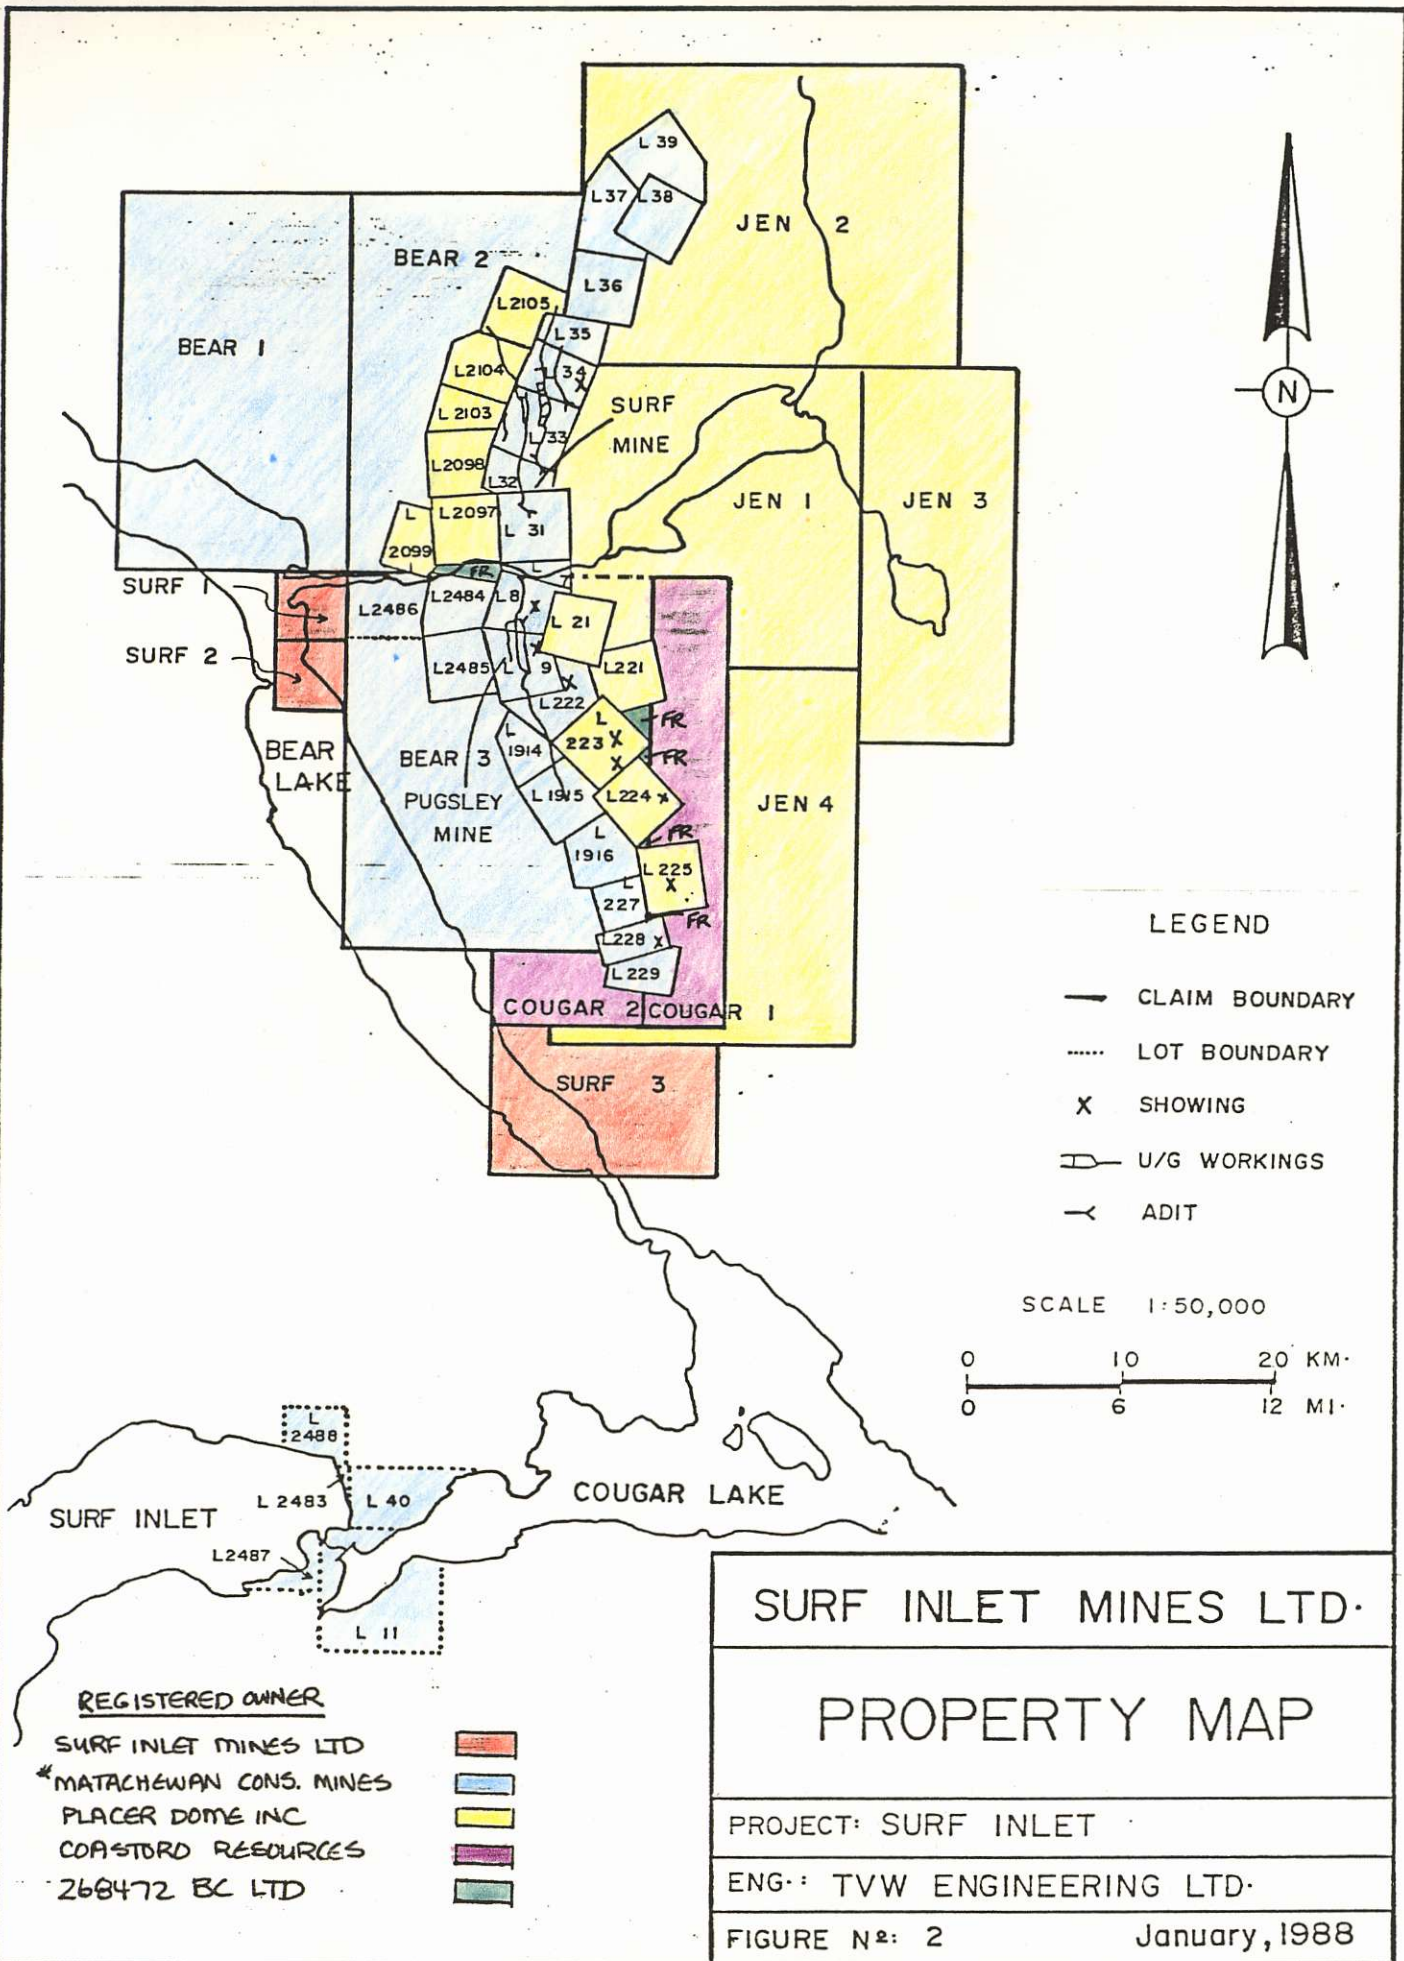 L 39
L37
L38
JEN 2
BEAR 2
L36
L2105
L 35
BEAR 1
L2104
L 34
L 2103
L 33
SURF
MINE
L2098
L32
JEN 1
JEN 3
N
L
2099
L2097
L 31
FR
L
SURF 1
L2486
L2484
L8
L 21
SURF 2
L2485
L 9
L221
L222
FR
BEAR
LAKE
L
1914
L
223
FR
BEAR 3
PUGSLEY
MINE
L 1915
L224
JEN 4
FR
L
1916
L 225
L
227
FR
L228
L 229
COUGAR 2
COUGAR 1
SURF 3
LEGEND
CLAIM BOUNDARY
LOT BOUNDARY
X SHOWING
U/G WORKINGS
ADIT
SCALE 1:50,000
0 10 20 KM.
0 6 12 MI.
L
2488
L 2483
L 40
SURF INLET
COUGAR LAKE
L2487
L 11
REGISTERED OWNER
SURF INLET MINES LTD
*MATACHEWAN CONS. MINES
PLACER DOME INC
COASTORD RESOURCES
268472 BC LTD
SURF INLET MINES LTD.
PROPERTY MAP
PROJECT: SURF INLET
ENG.: TVW ENGINEERING LTD.
FIGURE Nº: 2 January, 1988